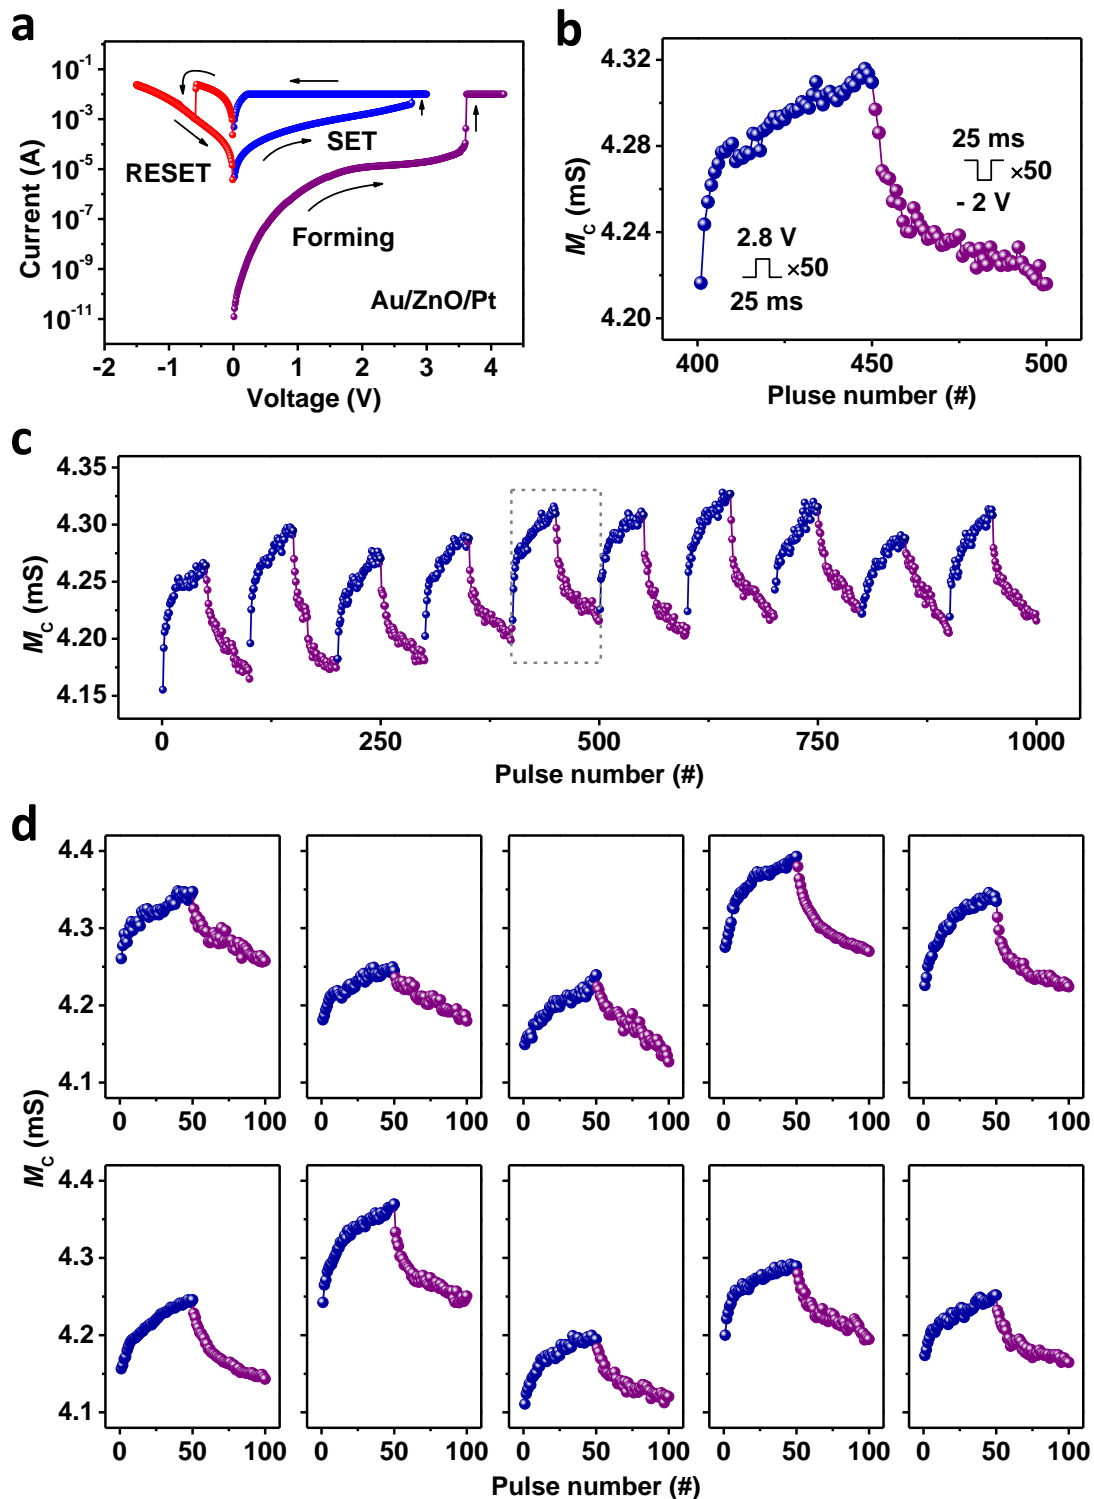 a
10⁻¹
10⁻³
10⁻⁵
10⁻⁷
10⁻⁹
10⁻¹¹
Current (A)
RESET
SET
Forming
Au/ZnO/Pt
-2 -1 0 1 2 3 4
Voltage (V)
b
4.32
4.28
4.24
4.20
M_C (mS)
25 ms
×50
- 2 V
2.8 V
×50
25 ms
400 450 500
Pluse number (#)
c
4.35
4.30
4.25
4.20
4.15
M_C (mS)
0 250 500 750 1000
Pulse number (#)
d
4.4
4.3
4.2
4.1
0 50 100 0 50 100 0 50 100 0 50 100 0 50 100
M_C (mS)
4.4
4.3
4.2
4.1
0 50 100 0 50 100 0 50 100 0 50 100 0 50 100
Pulse number (#)